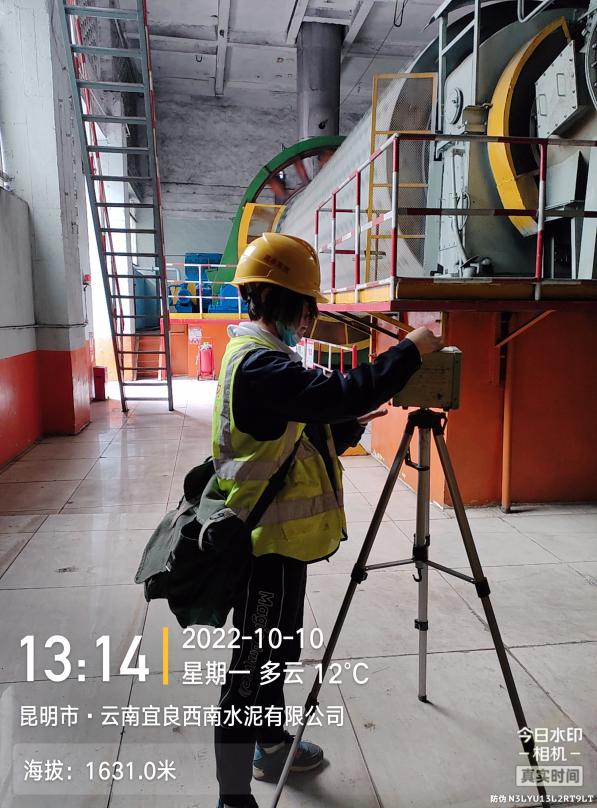 13:14
2022-10-10
星期一 多云 12℃
昆明市·云南宜良西南水泥有限公司
海拔：1631.0米
今日水印
-相机-
真实时间
防伪 N3LYU13L2RT9LT